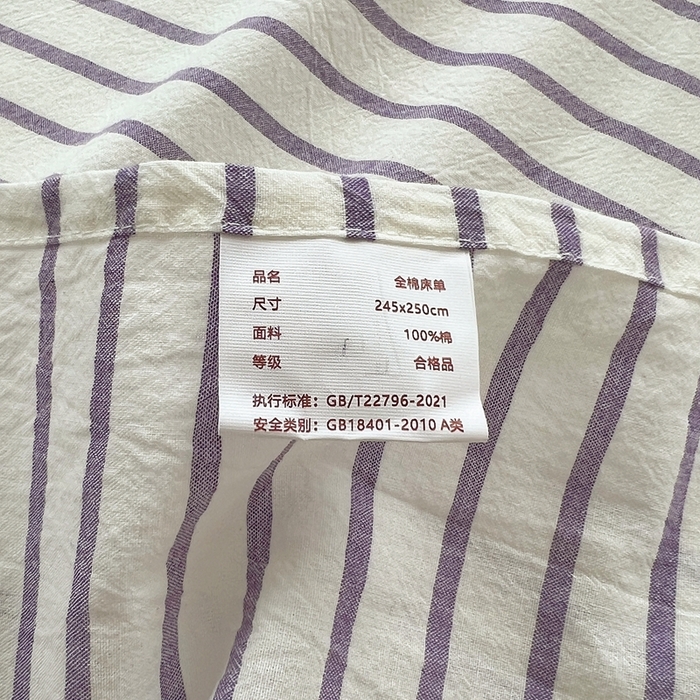 品名 全棉床单
尺寸 245x250cm
面料 100%棉
等级 合格品
执行标准：GB/T22796-2021
安全类别：GB18401-2010 A类